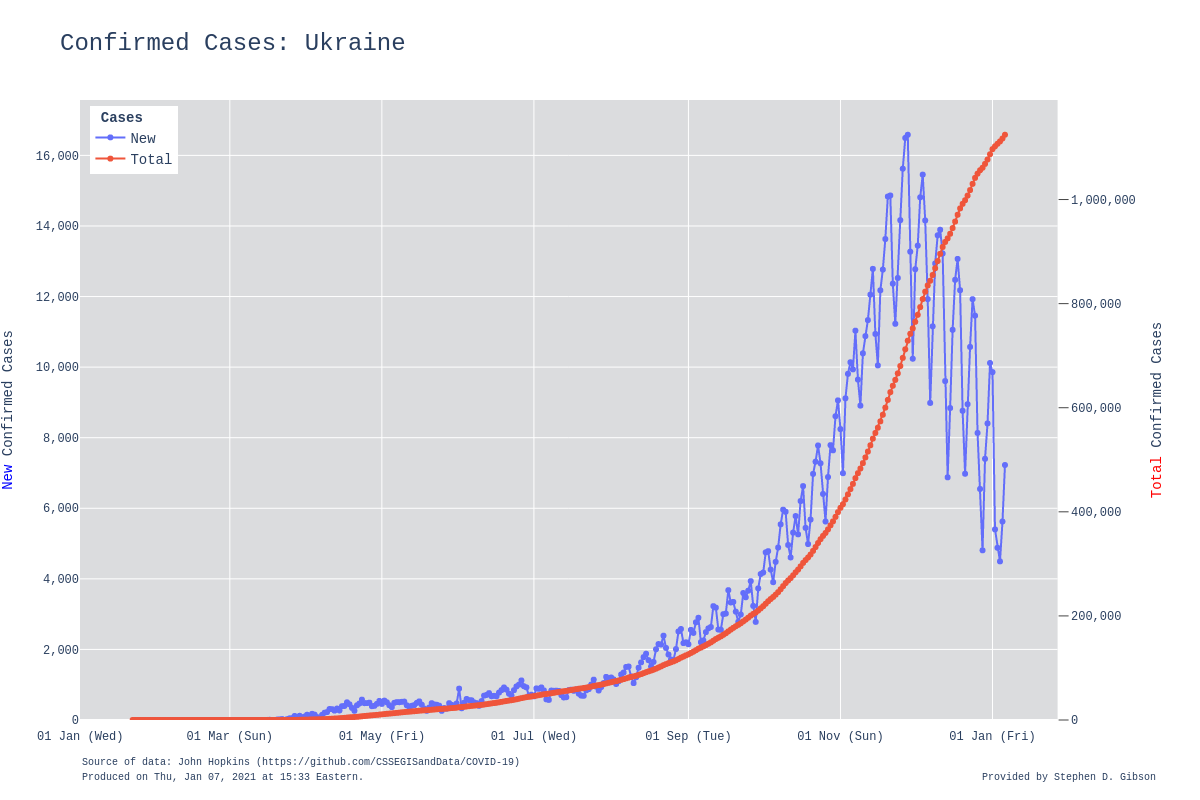 Confirmed Cases: Ukraine
Cases
New
Total
16,000
14,000
12,000
10,000
8,000
6,000
4,000
2,000
0
New Confirmed Cases
1,000,000
800,000
600,000
400,000
200,000
0
Total Confirmed Cases
01 Jan (Wed) 01 Mar (Sun) 01 May (Fri) 01 Jul (Wed) 01 Sep (Tue) 01 Nov (Sun) 01 Jan (Fri)
Source of data: John Hopkins (https://github.com/CSSEGISandData/COVID-19)
Produced on Thu, Jan 07, 2021 at 15:33 Eastern.
Provided by Stephen D. Gibson